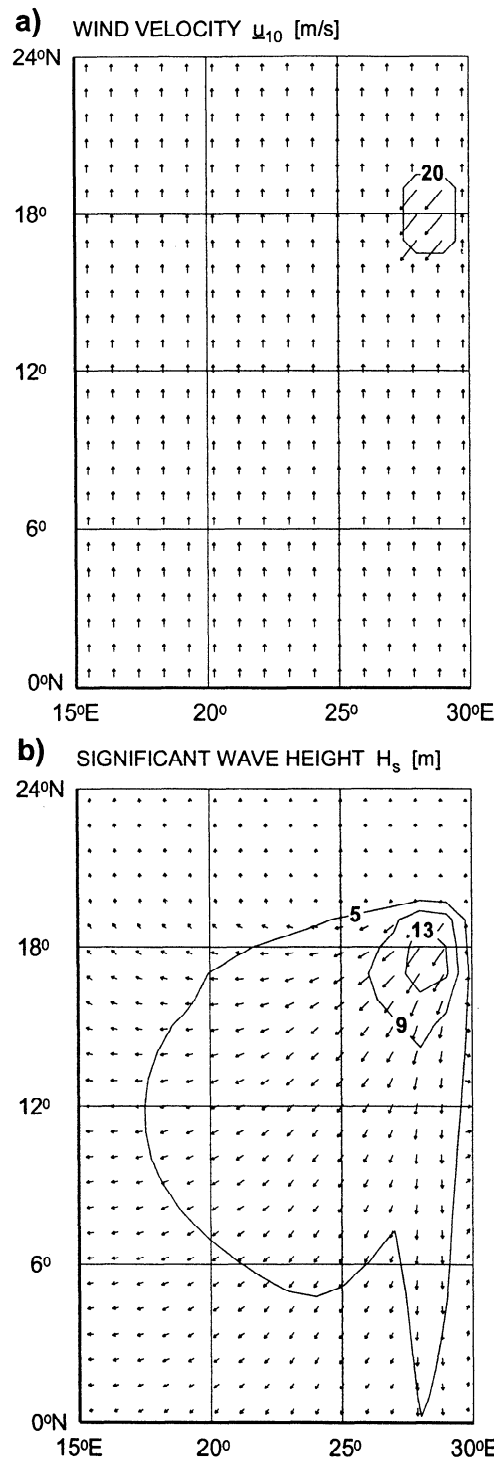 a) WIND VELOCITY u₁₀ [m/s]
24ºN
20
18º
12º
6º
0ºN
15ºE 20º 25º 30ºE
b) SIGNIFICANT WAVE HEIGHT Hₛ [m]
24ºN
5
18º 13
9
12º
6º
0ºN
15ºE 20º 25º 30ºE